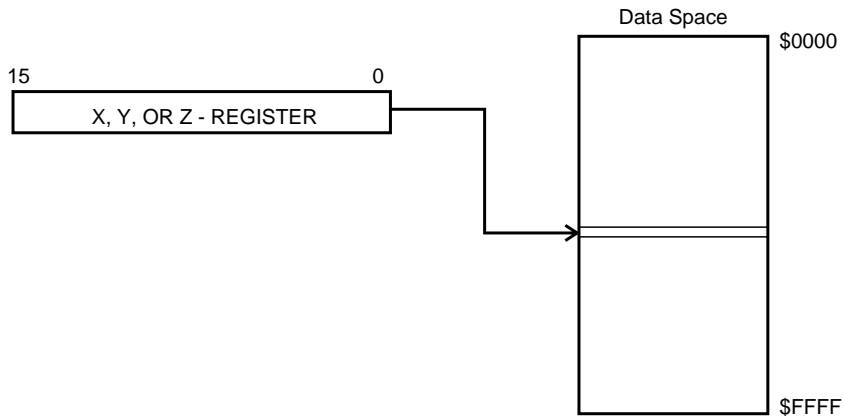 Data Space
$0000
15 0
X, Y, OR Z - REGISTER
$FFFF